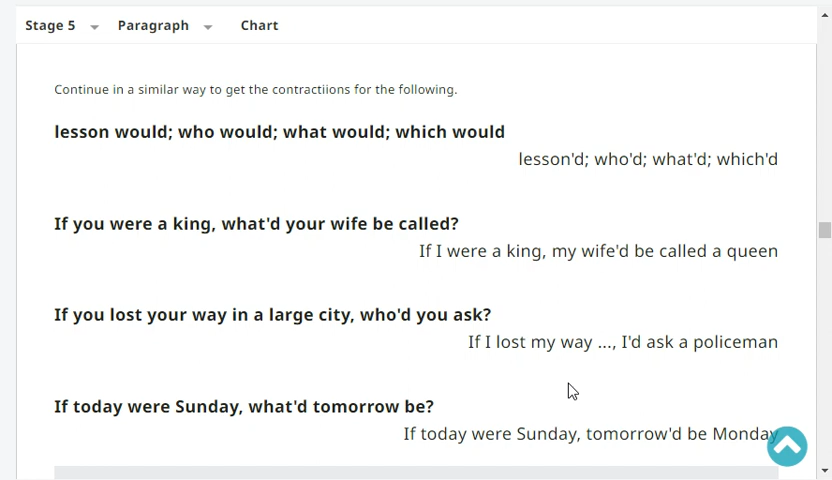 Stage 5 Paragraph Chart
Continue in a similar way to get the contractiions for the following.
lesson would; who would; what would; which would
lesson'd; who'd; what'd; which'd
If you were a king, what'd your wife be called?
If I were a king, my wife'd be called a queen
If you lost your way in a large city, who'd you ask?
If I lost my way ..., I'd ask a policeman
If today were Sunday, what'd tomorrow be?
If today were Sunday, tomorrow'd be Monday